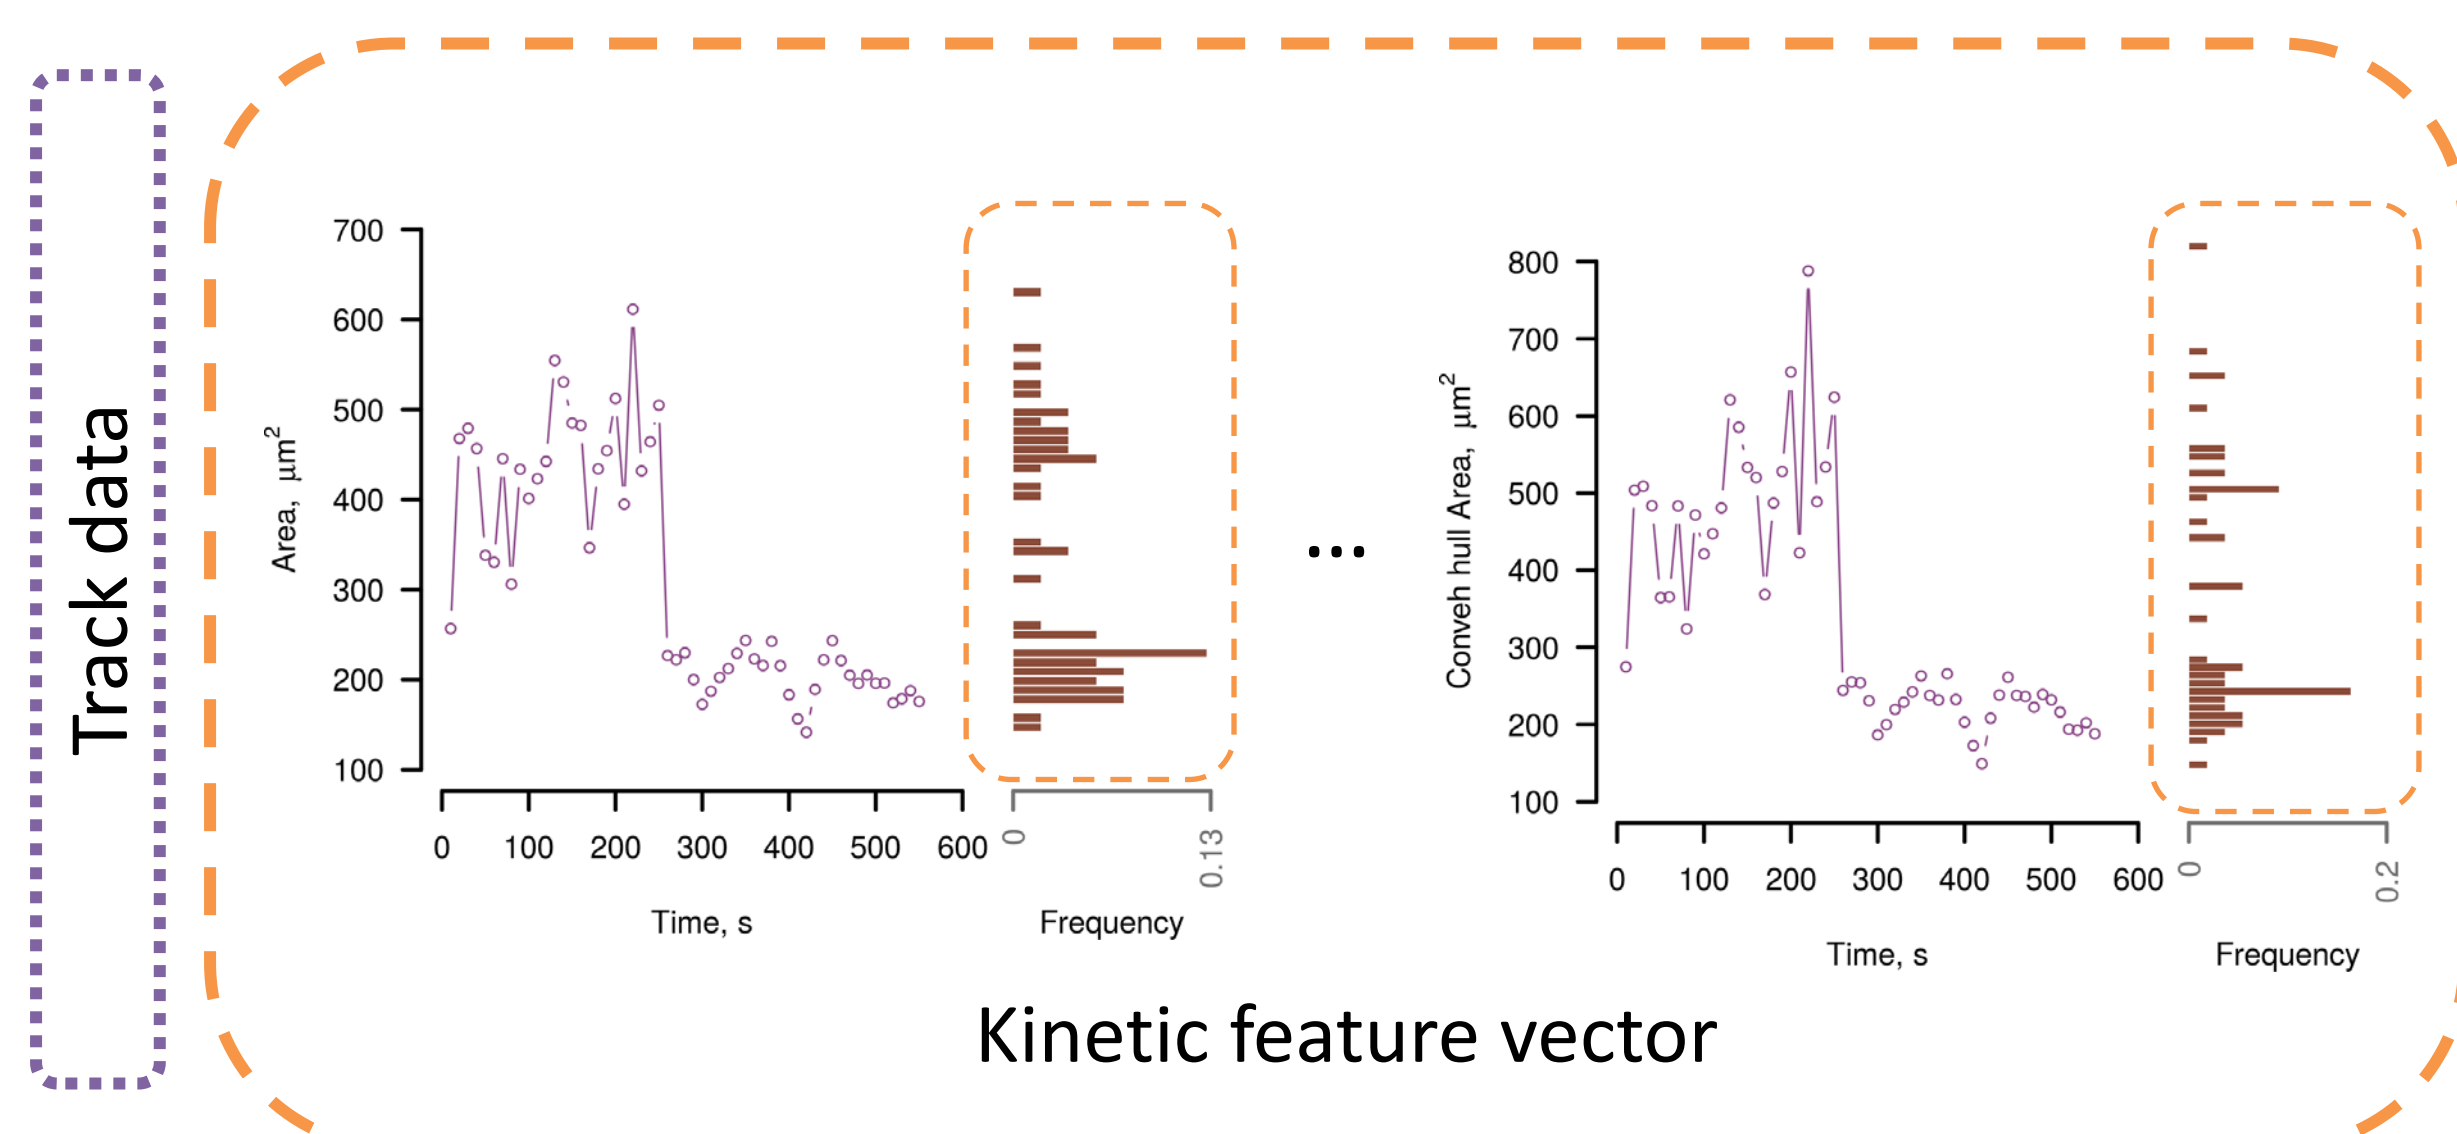 Track data
Area, μm²
700
600
500
400
300
200
100
0 100 200 300 400 500 600
Time, s
0 0.13
Frequency
...
Conveh hull Area, μm²
800
700
600
500
400
300
200
100
0 100 200 300 400 500 600
Time, s
0 0.2
Frequency
Kinetic feature vector